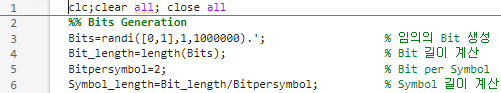 1 clc;clear all; close all
2 %% Bits Generation
3 Bits=randi([0,1],1,1000000).'; % 임의의 Bit 생성
4 Bit_length=length(Bits); % Bit 길이 계산
5 Bitpersymbol=2; % Bit per Symbol
6 Symbol_length=Bit_length/Bitpersymbol; % Symbol 길이 계산